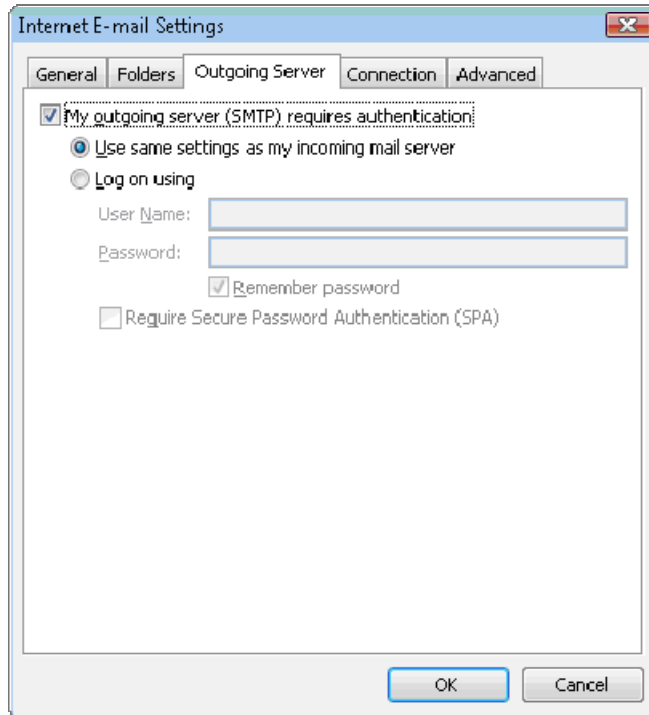 Internet E-mail Settings
General Folders Outgoing Server Connection Advanced
My outgoing server (SMTP) requires authentication
Use same settings as my incoming mail server
Log on using
User Name:
Password:
Remember password
Require Secure Password Authentication (SPA)
OK Cancel